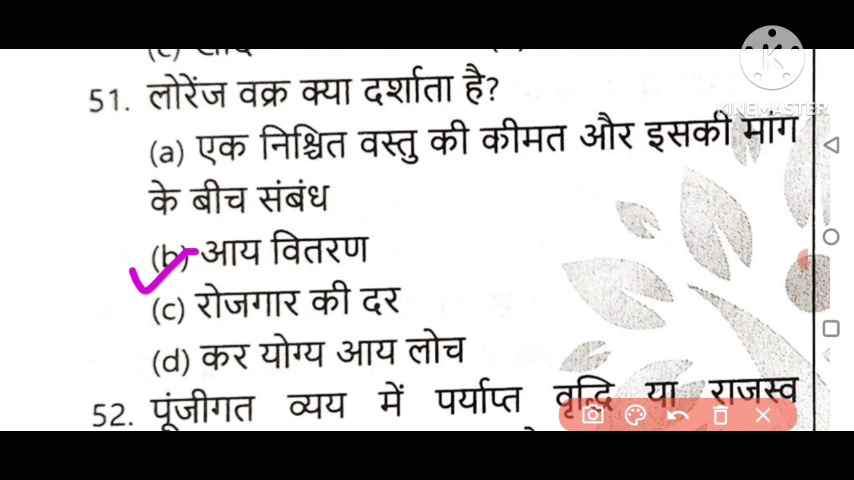 51. लोरेंज वक्र क्या दर्शाता है?
(a) एक निश्चित वस्तु की कीमत और इसकी मांग
के बीच संबंध
(b) आय वितरण
(c) रोजगार की दर
(d) कर योग्य आय लोच
52. पूंजीगत व्यय में पर्याप्त वृद्धि या राजस्व
K
KINEMASTER